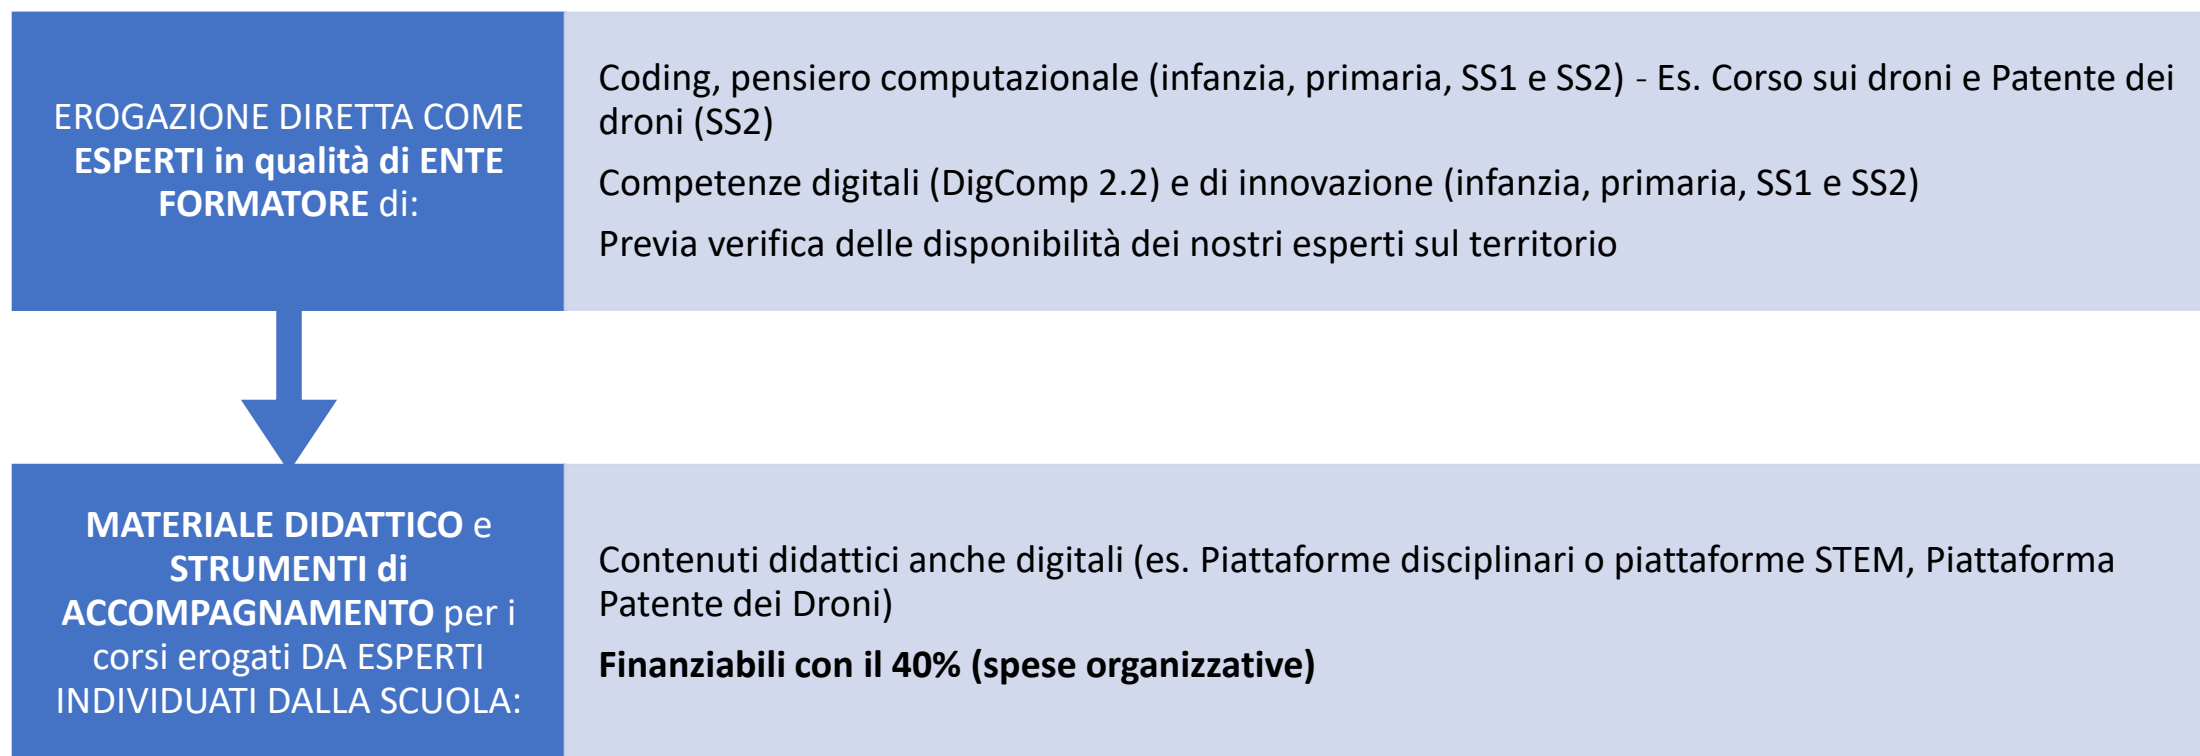 EROGAZIONE DIRETTA COME
ESPERTI in qualità di ENTE
FORMATORE di:
Coding, pensiero computazionale (infanzia, primaria, SS1 e SS2) - Es. Corso sui droni e Patente dei
droni (SS2)
Competenze digitali (DigComp 2.2) e di innovazione (infanzia, primaria, SS1 e SS2)
Previa verifica delle disponibilità dei nostri esperti sul territorio
MATERIALE DIDATTICO e
STRUMENTI di
ACCOMPAGNAMENTO per i
corsi erogati DA ESPERTI
INDIVIDUATI DALLA SCUOLA:
Contenuti didattici anche digitali (es. Piattaforme disciplinari o piattaforme STEM, Piattaforma
Patente dei Droni)
Finanziabili con il 40% (spese organizzative)